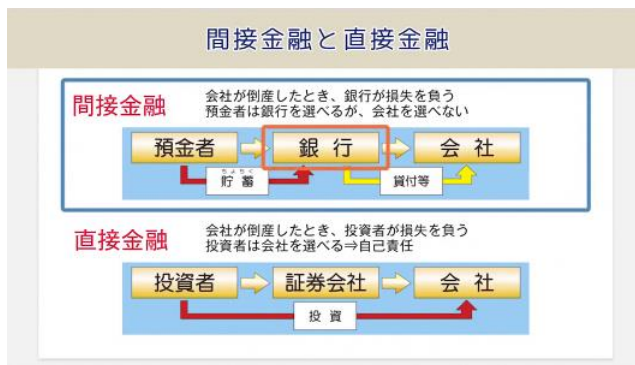 間接金融と直接金融
間接金融
会社が倒産したとき、銀行が損失を負う
預金者は銀行を選べるが、会社を選べない
預金者
銀行
会社
ちょちく
貯蓄
貸付等
直接金融
会社が倒産したとき、投資者が損失を負う
投資者は会社を選べる⇒自己責任
投資者
証券会社
会社
投資